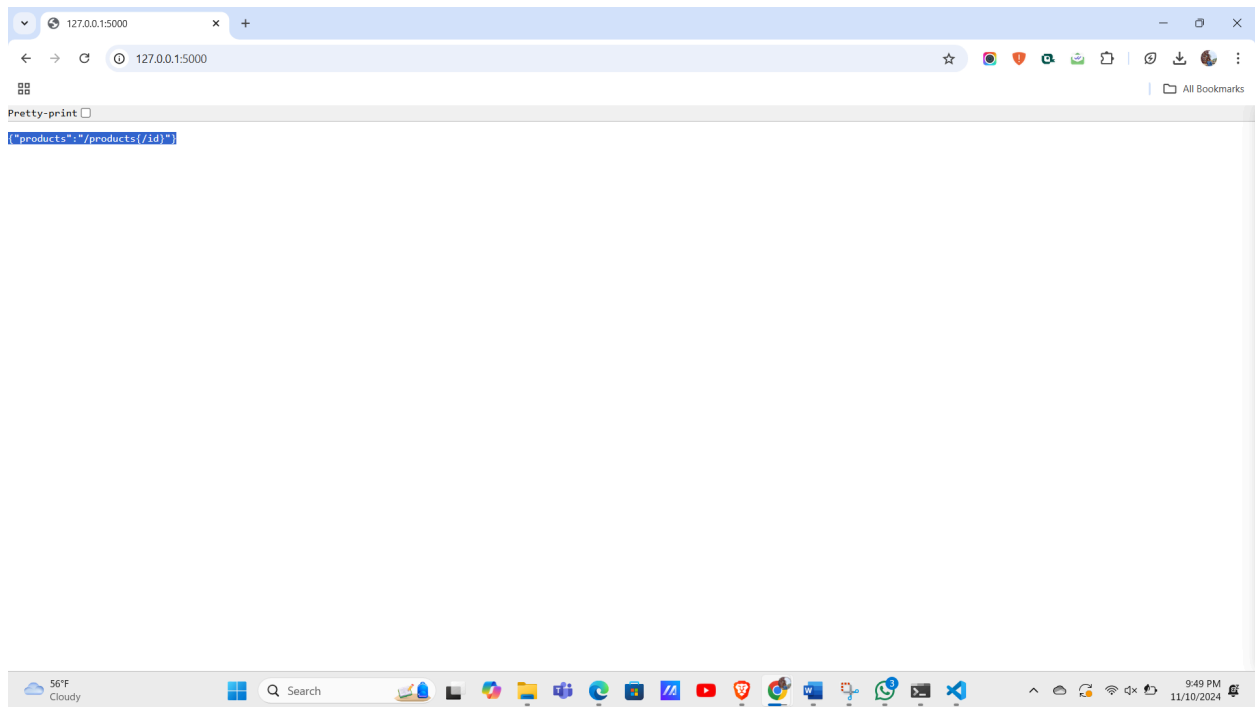 127.0.0.1:5000
127.0.0.1:5000
All Bookmarks
Pretty-print
{"products":"/products{/id}"}
56°F
Cloudy
Search
3
9:49 PM
11/10/2024